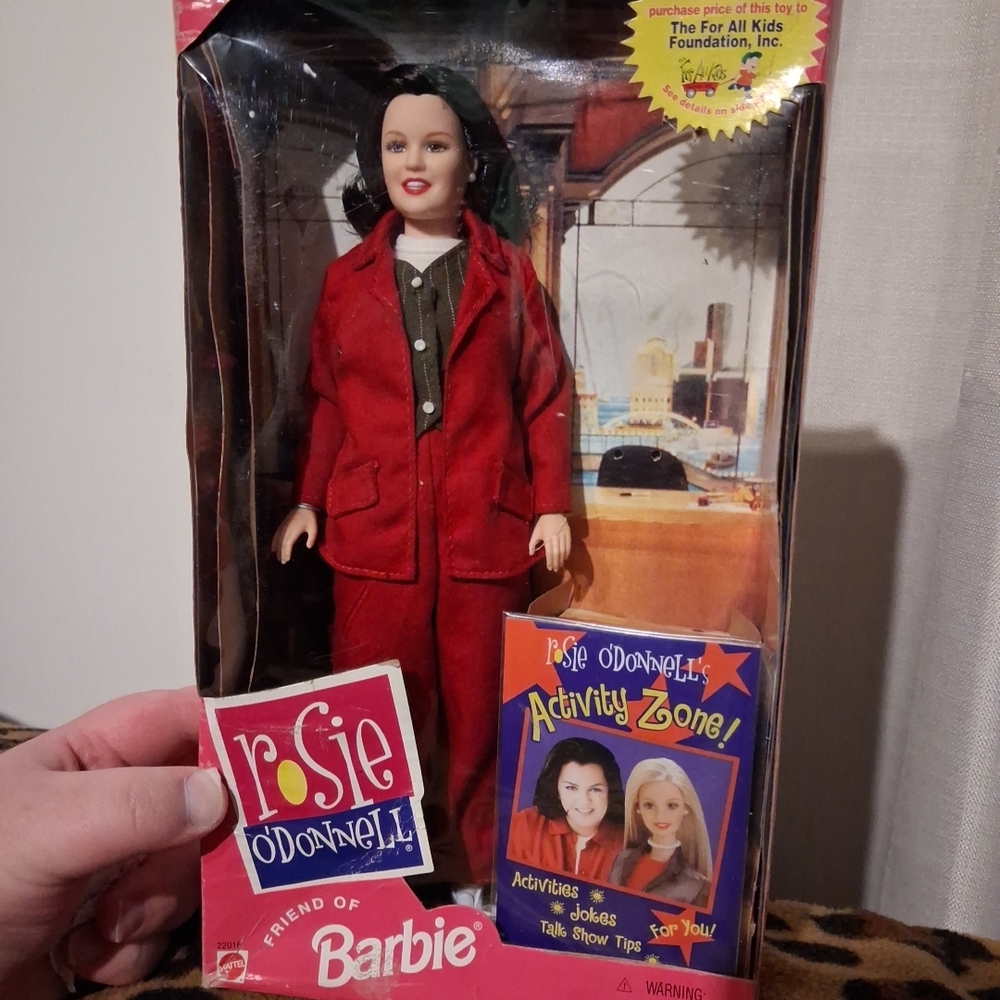 purchase price of this toy to
The For All Kids
Foundation, Inc.
For All Kids
See details on side
rosie
O'DONNELL®
FRIEND OF
Barbie®
MATTEL
rosie O'DONNELL's
Activity Zone!
Activities
Jokes
Talk Show Tips
For You!
⚠ WARNING: